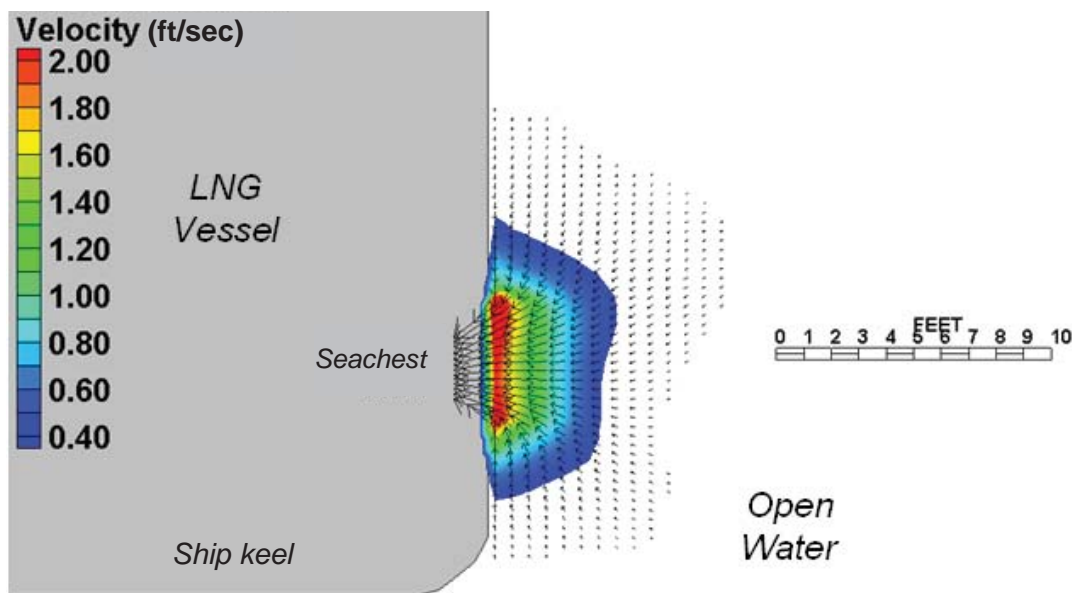 Velocity (ft/sec)
2.00
1.80
1.60
1.40
1.20
1.00
0.80
0.60
0.40
LNG
Vessel
Seachest
Ship keel
FEET
0 1 2 3 4 5 6 7 8 9 10
Open
Water